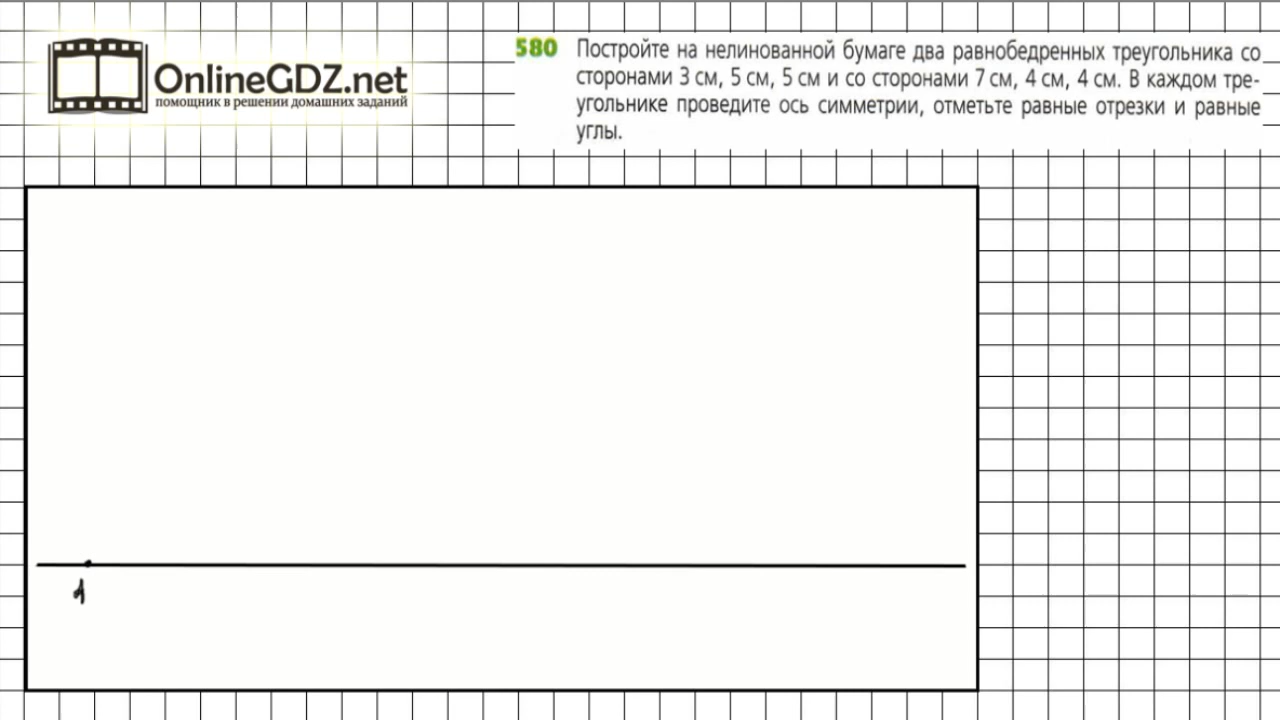 OnlineGDZ.net
помощник в решении домашних заданий
580 Постройте на нелинованной бумаге два равнобедренных треугольника со
сторонами 3 см, 5 см, 5 см и со сторонами 7 см, 4 см, 4 см. В каждом тре-
угольнике проведите ось симметрии, отметьте равные отрезки и равные
углы.
A